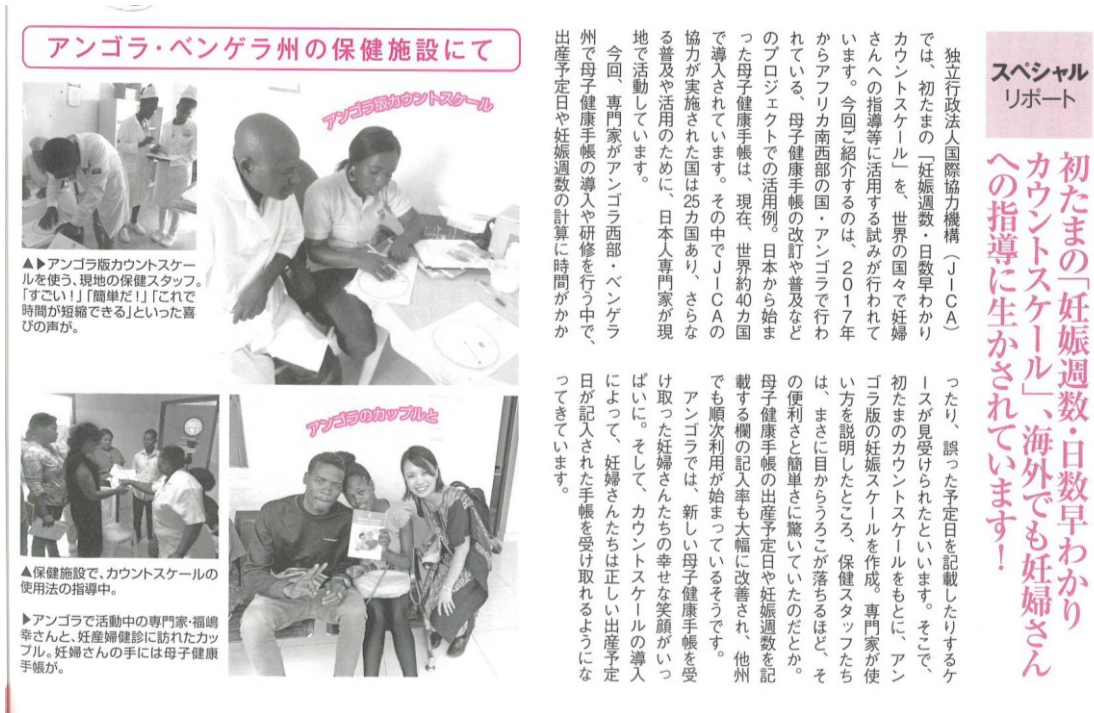 スペシャル
リポート
初たまの「妊娠週数・日数早わかり
カウントスケール」、海外でも妊婦さん
への指導に生かされています！
独立行政法人国際協力機構（ＪＩＣＡ）
では、初たまの「妊娠週数・日数早わかり
カウントスケール」を、世界の国々で妊婦
さんへの指導等に活用する試みが行われて
います。今回ご紹介するのは、２０１７年
からアフリカ南西部の国・アンゴラで行わ
れている、母子健康手帳の改訂や普及など
のプロジェクトでの活用例。日本から始ま
った母子健康手帳は、現在、世界約40カ国
で導入されています。その中でＪＩＣＡの
協力が実施された国は25カ国あり、さらな
る普及や活用のために、日本人専門家が現
地で活動しています。
今回、専門家がアンゴラ西部・ベンゲラ
州で母子健康手帳の導入や研修を行う中で、
出産予定日や妊娠週数の計算に時間がかか
ったり、誤った予定日を記載したりするケ
ースが見受けられたといいます。そこで、
初たまのカウントスケールをもとに、アン
ゴラ版の妊娠スケールを作成。専門家が使
い方を説明したところ、保健スタッフたち
は、まさに目からうろこが落ちるほど、そ
の便利さと簡単さに驚いていたのだとか。
母子健康手帳の出産予定日や妊娠週数を記
載する欄の記入率も大幅に改善され、他州
でも順次利用が始まっているそうです。
アンゴラでは、新しい母子健康手帳を受
け取った妊婦さんたちの幸せな笑顔がいっ
ぱいに。そして、カウントスケールの導入
によって、妊婦さんたちは正しい出産予定
日が記入された手帳を受け取れるようにな
ってきています。
アンゴラ・ベンゲラ州の保健施設にて
アンゴラ版カウントスケール
▲▶アンゴラ版カウントスケー
ルを使う、現地の保健スタッフ。
「すごい！」「簡単だ！」「これで
時間が短縮できる」といった喜
びの声が。
アンゴラのカップルと
▲保健施設で、カウントスケールの
使用法の指導中。
▶アンゴラで活動中の専門家・福嶋
幸さんと、妊産婦健診に訪れたカッ
プル。妊婦さんの手には母子健康
手帳が。